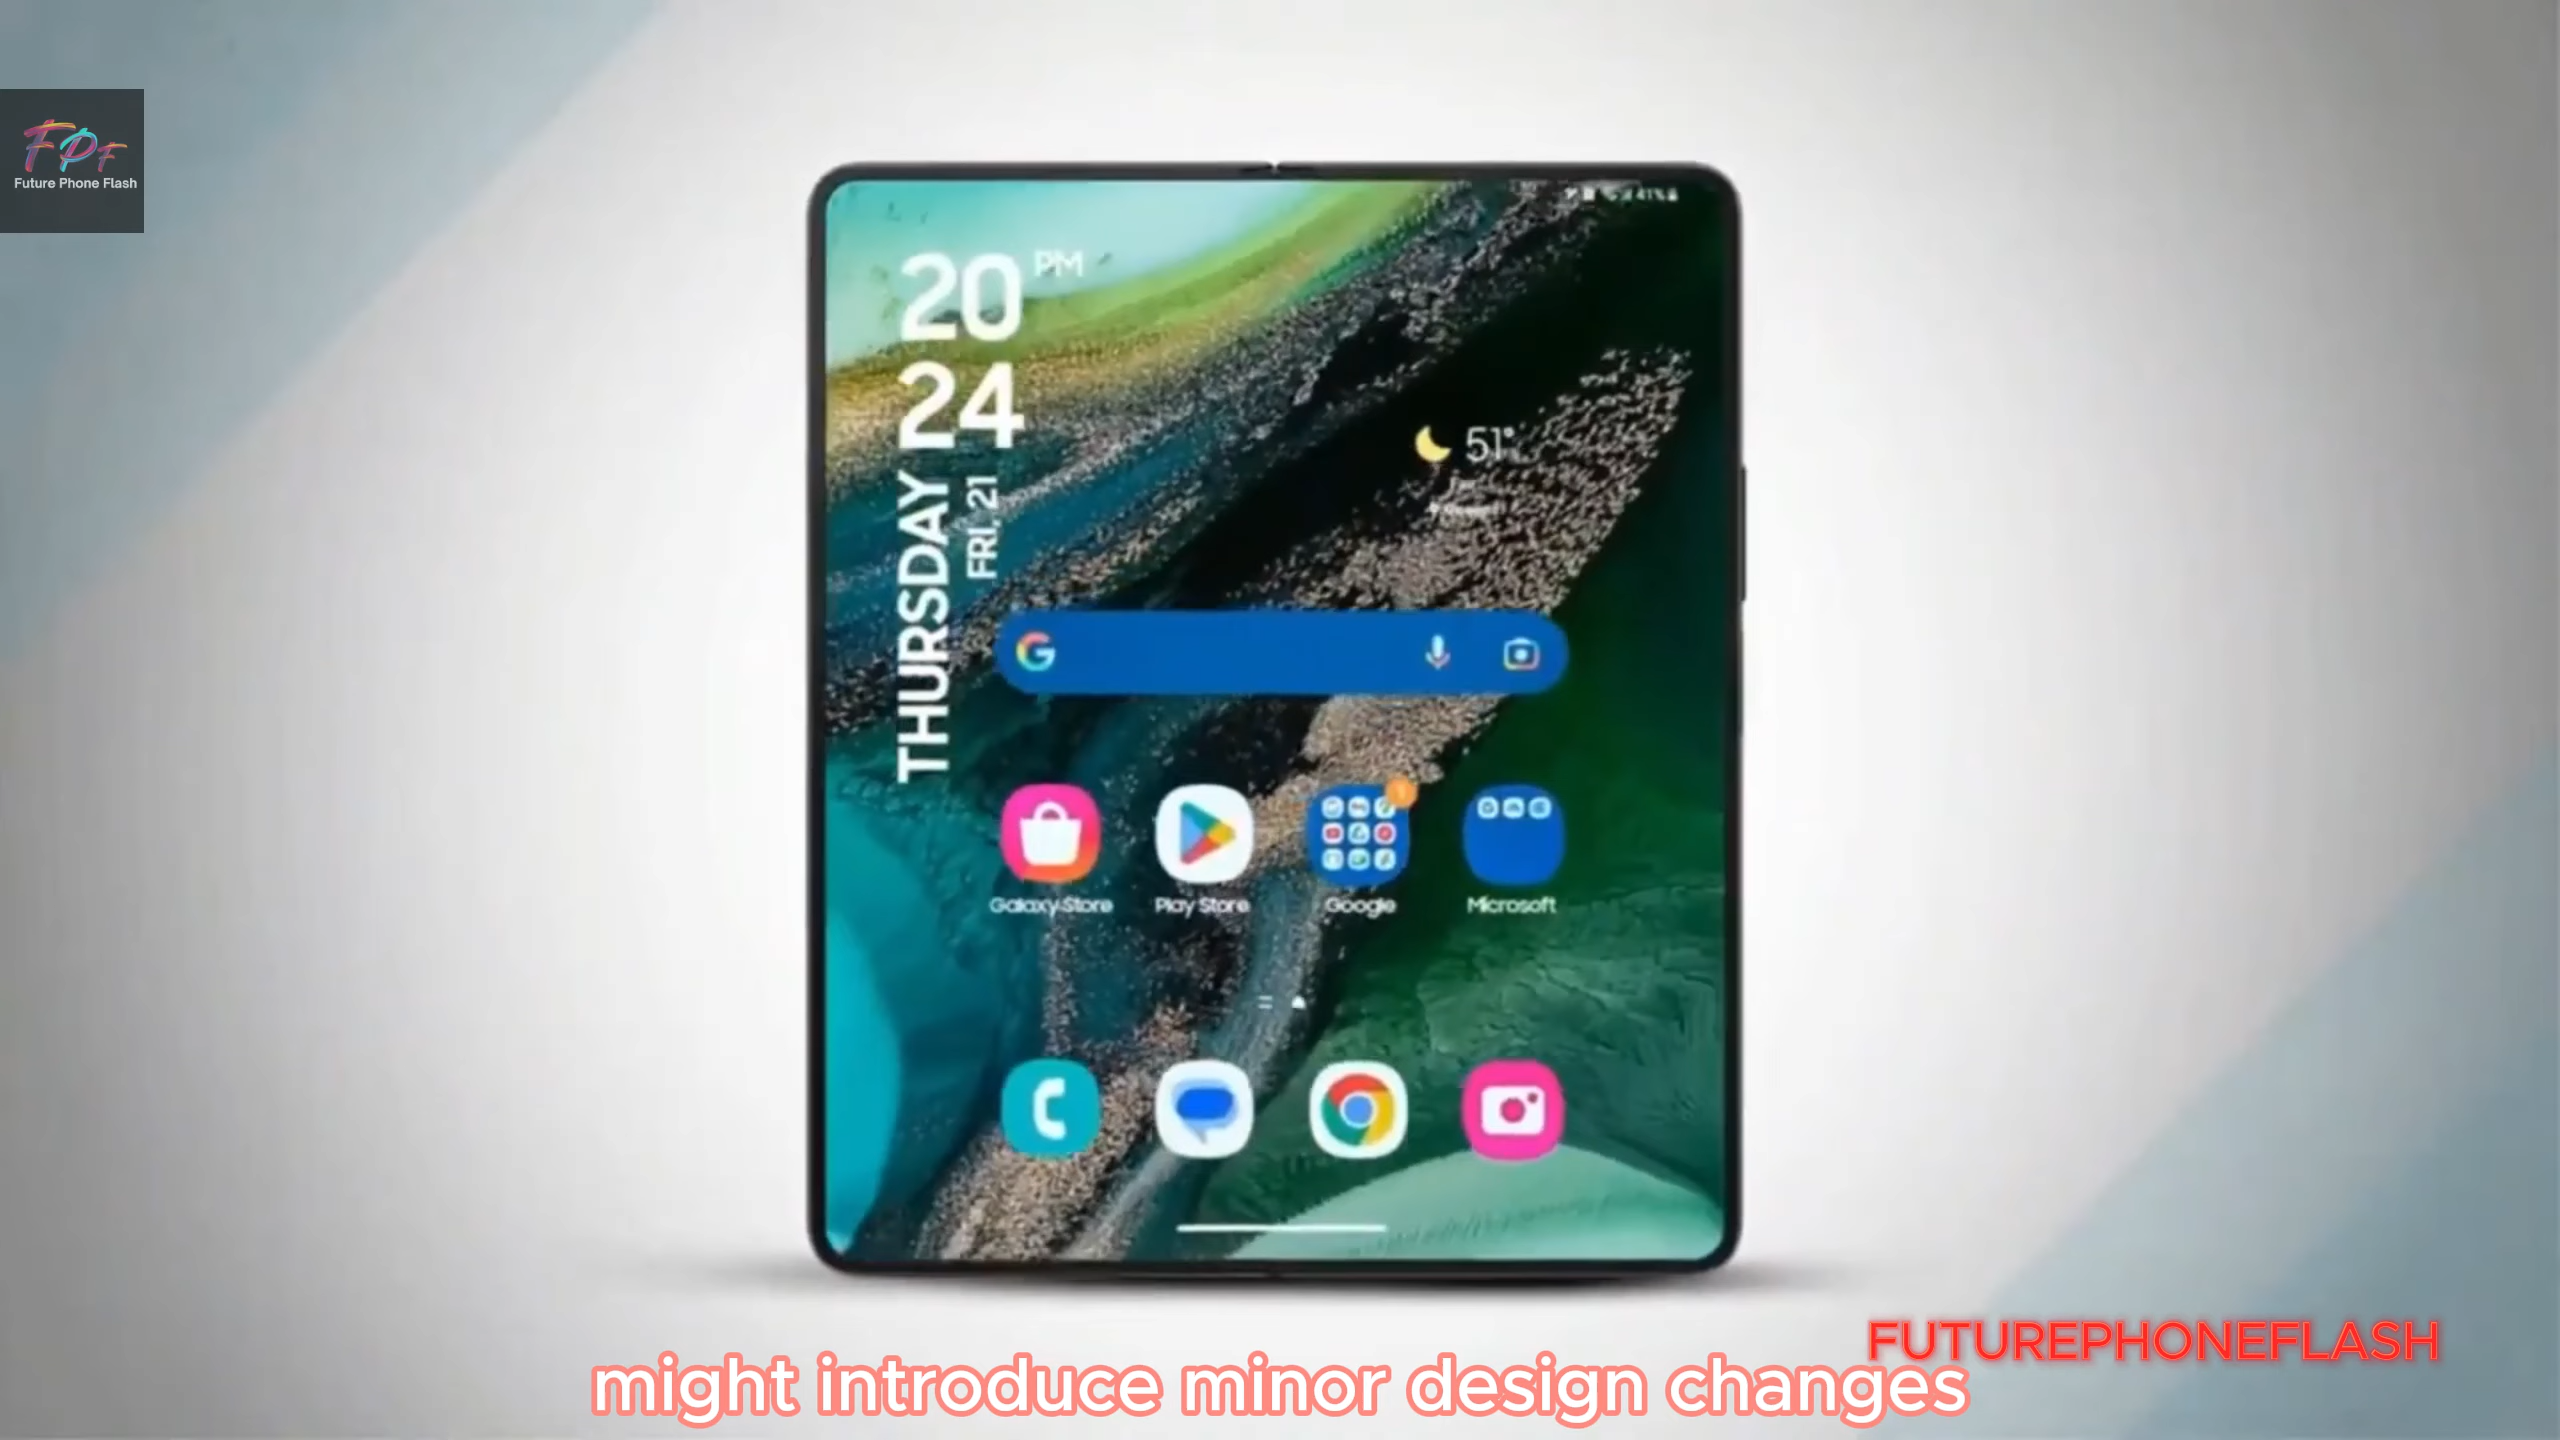 FPF
Future Phone Flash
41%
20 PM
24
THURSDAY
FRI, 21
51°
G
Galaxy Store
Play Store
Google
Microsoft
FUTUREPHONEFLASH
might introduce minor design changes